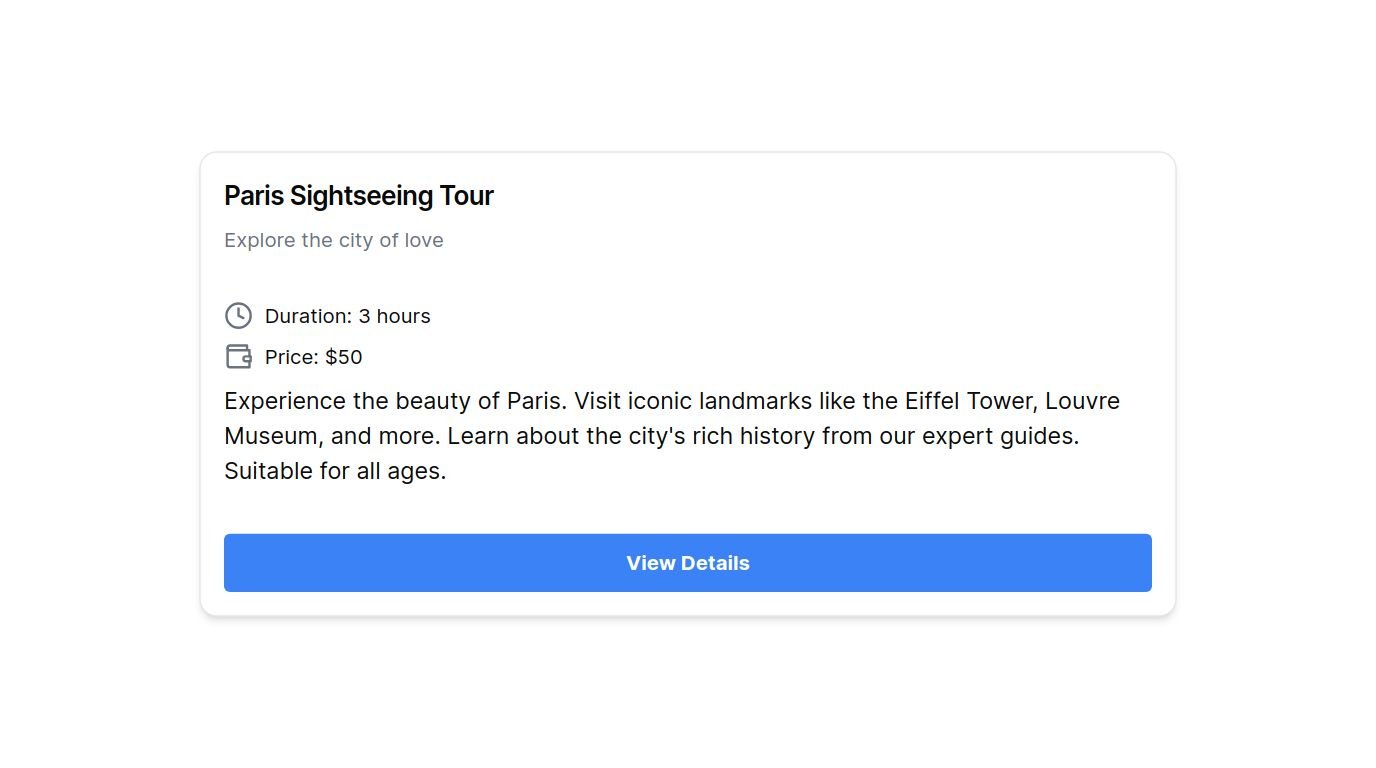 Paris Sightseeing Tour
Explore the city of love
Duration: 3 hours
Price: $50
Experience the beauty of Paris. Visit iconic landmarks like the Eiffel Tower, Louvre
Museum, and more. Learn about the city's rich history from our expert guides.
Suitable for all ages.
View Details